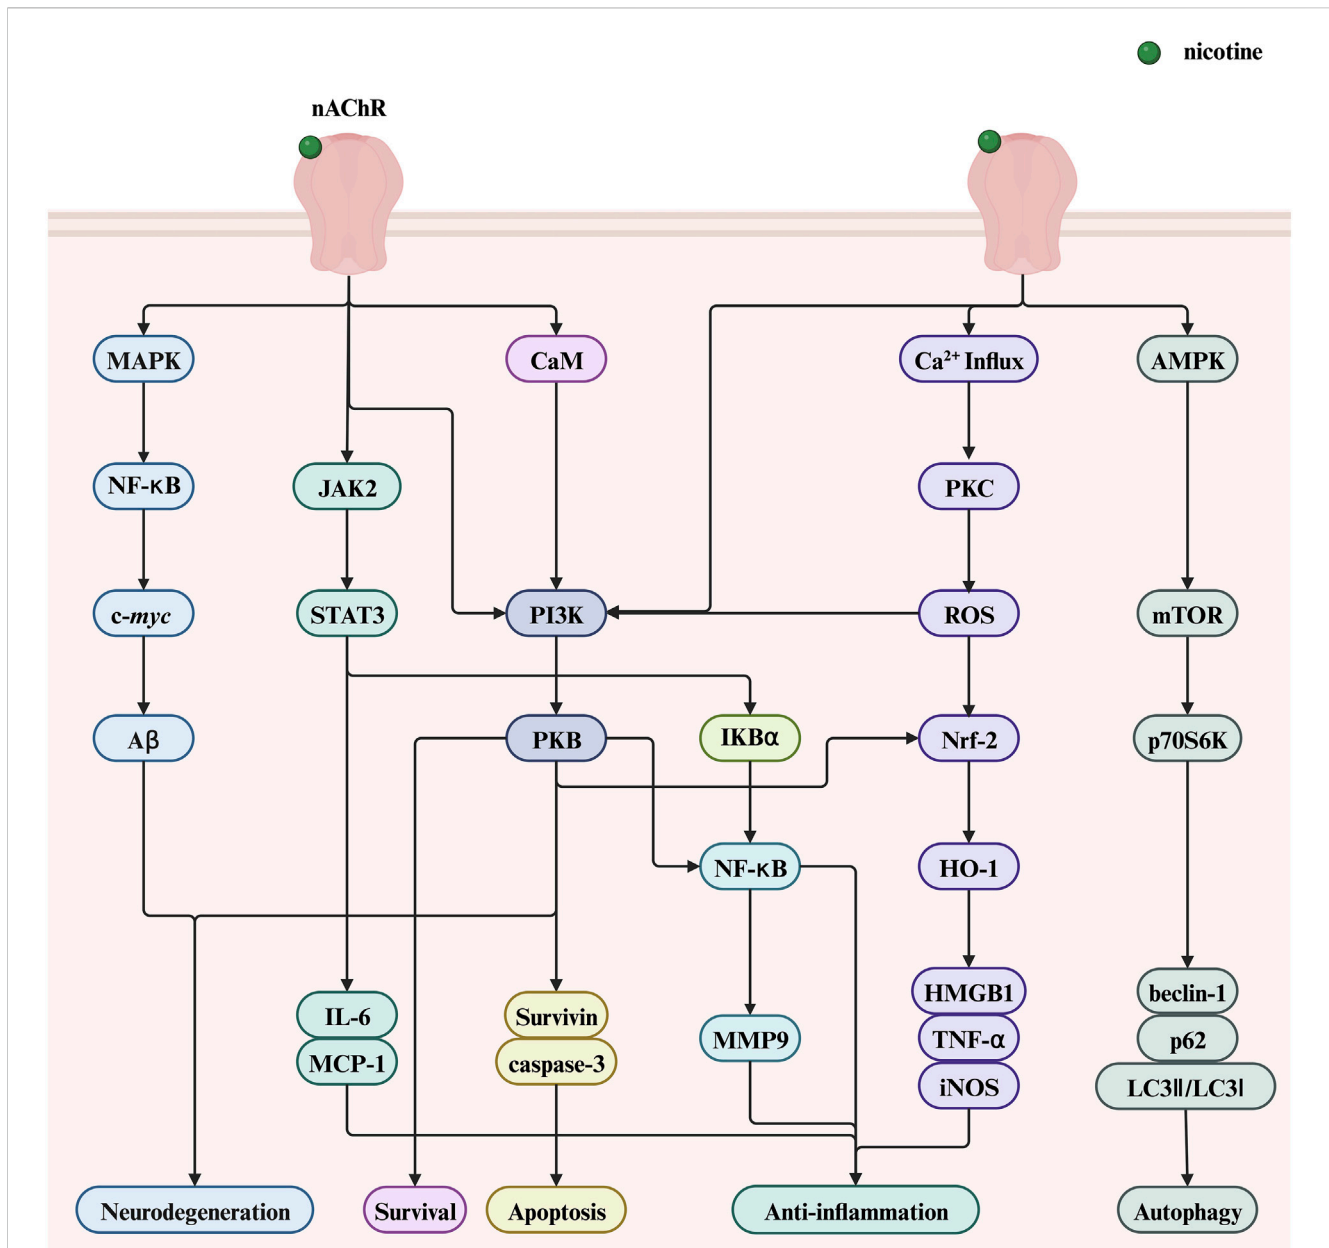 nicotine
nAChR
MAPK
CaM
Ca²⁺ Influx
AMPK
NF-κB
JAK2
PKC
c-myc
STAT3
PI3K
ROS
mTOR
Aβ
PKB
IKBα
Nrf-2
p70S6K
NF-κB
HO-1
IL-6
MCP-1
Survivin
caspase-3
MMP9
HMGB1
TNF-α
iNOS
beclin-1
p62
LC3Ⅱ/LC3Ⅰ
Neurodegeneration
Survival
Apoptosis
Anti-inflammation
Autophagy